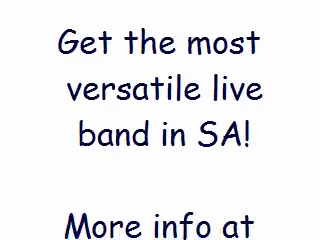 Get the most
versatile live
band in SA!
More info at